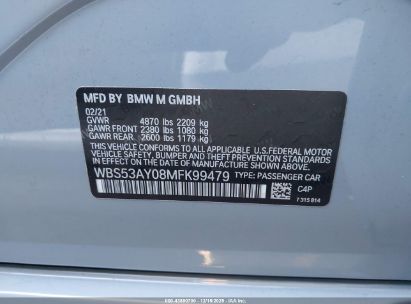 MFD BY BMW M GMBH
02/21
GVWR 4870 lbs 2209 kg
GAWR FRONT 2380 lbs 1080 kg
GAWR REAR 2600 lbs 1179 kg
THIS VEHICLE CONFORMS TO ALL APPLICABLE U.S. FEDERAL MOTOR
VEHICLE SAFETY, BUMPER, AND THEFT PREVENTION STANDARDS IN
EFFECT ON THE DATE OF MANUFACTURE SHOWN ABOVE.
WBS53AY08MFK99479 TYPE: PASSENGER CAR
C4P
7 315 814